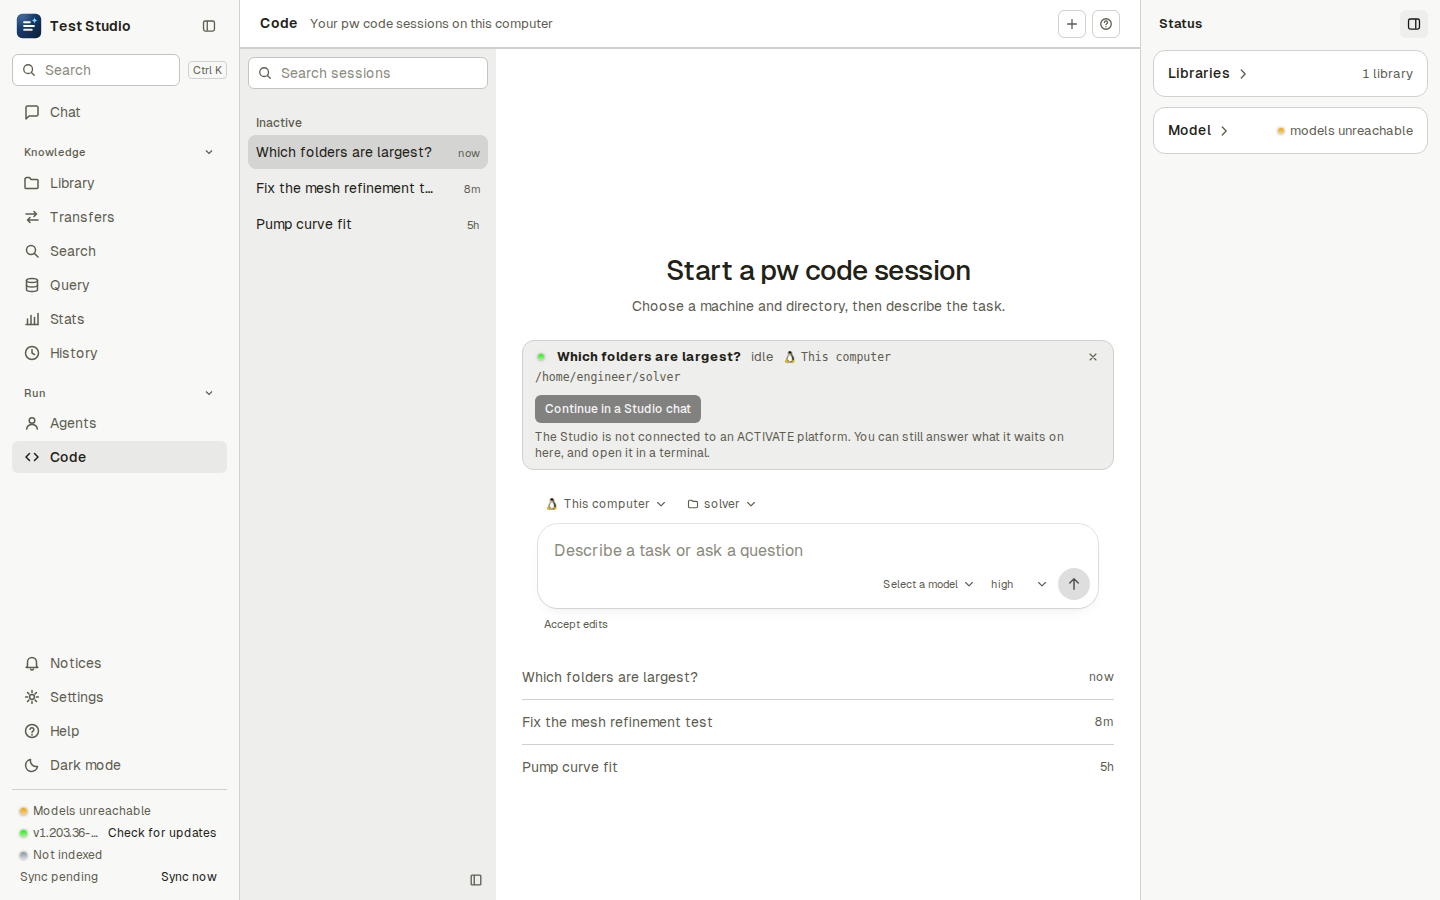 Test Studio
Search
Ctrl K
Chat
Knowledge
Library
Transfers
Search
Query
Stats
History
Run
Agents
Code
Notices
Settings
Help
Dark mode
Models unreachable
v1.203.36-... Check for updates
Not indexed
Sync pending Sync now
Code Your pw code sessions on this computer
Search sessions
Inactive
Which folders are largest? now
Fix the mesh refinement t... 8m
Pump curve fit 5h
Start a pw code session
Choose a machine and directory, then describe the task.
Which folders are largest? idle This computer
/home/engineer/solver
Continue in a Studio chat
The Studio is not connected to an ACTIVATE platform. You can still answer what it waits on
here, and open it in a terminal.
This computer solver
Describe a task or ask a question
Select a model high
Accept edits
Which folders are largest? now
Fix the mesh refinement test 8m
Pump curve fit 5h
Status
Libraries 1 library
Model models unreachable